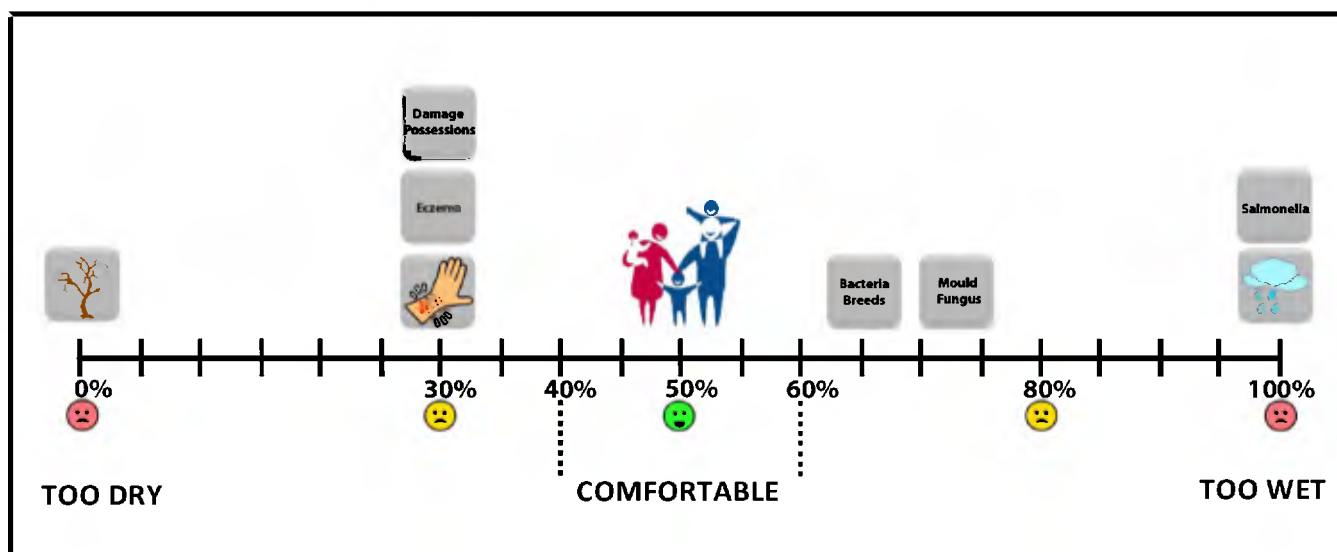 Damage
Possessions
Eczema
Salmonella
Bacteria
Breeds
Mould
Fungus
0% 30% 40% 50% 60% 80% 100%
TOO DRY COMFORTABLE TOO WET